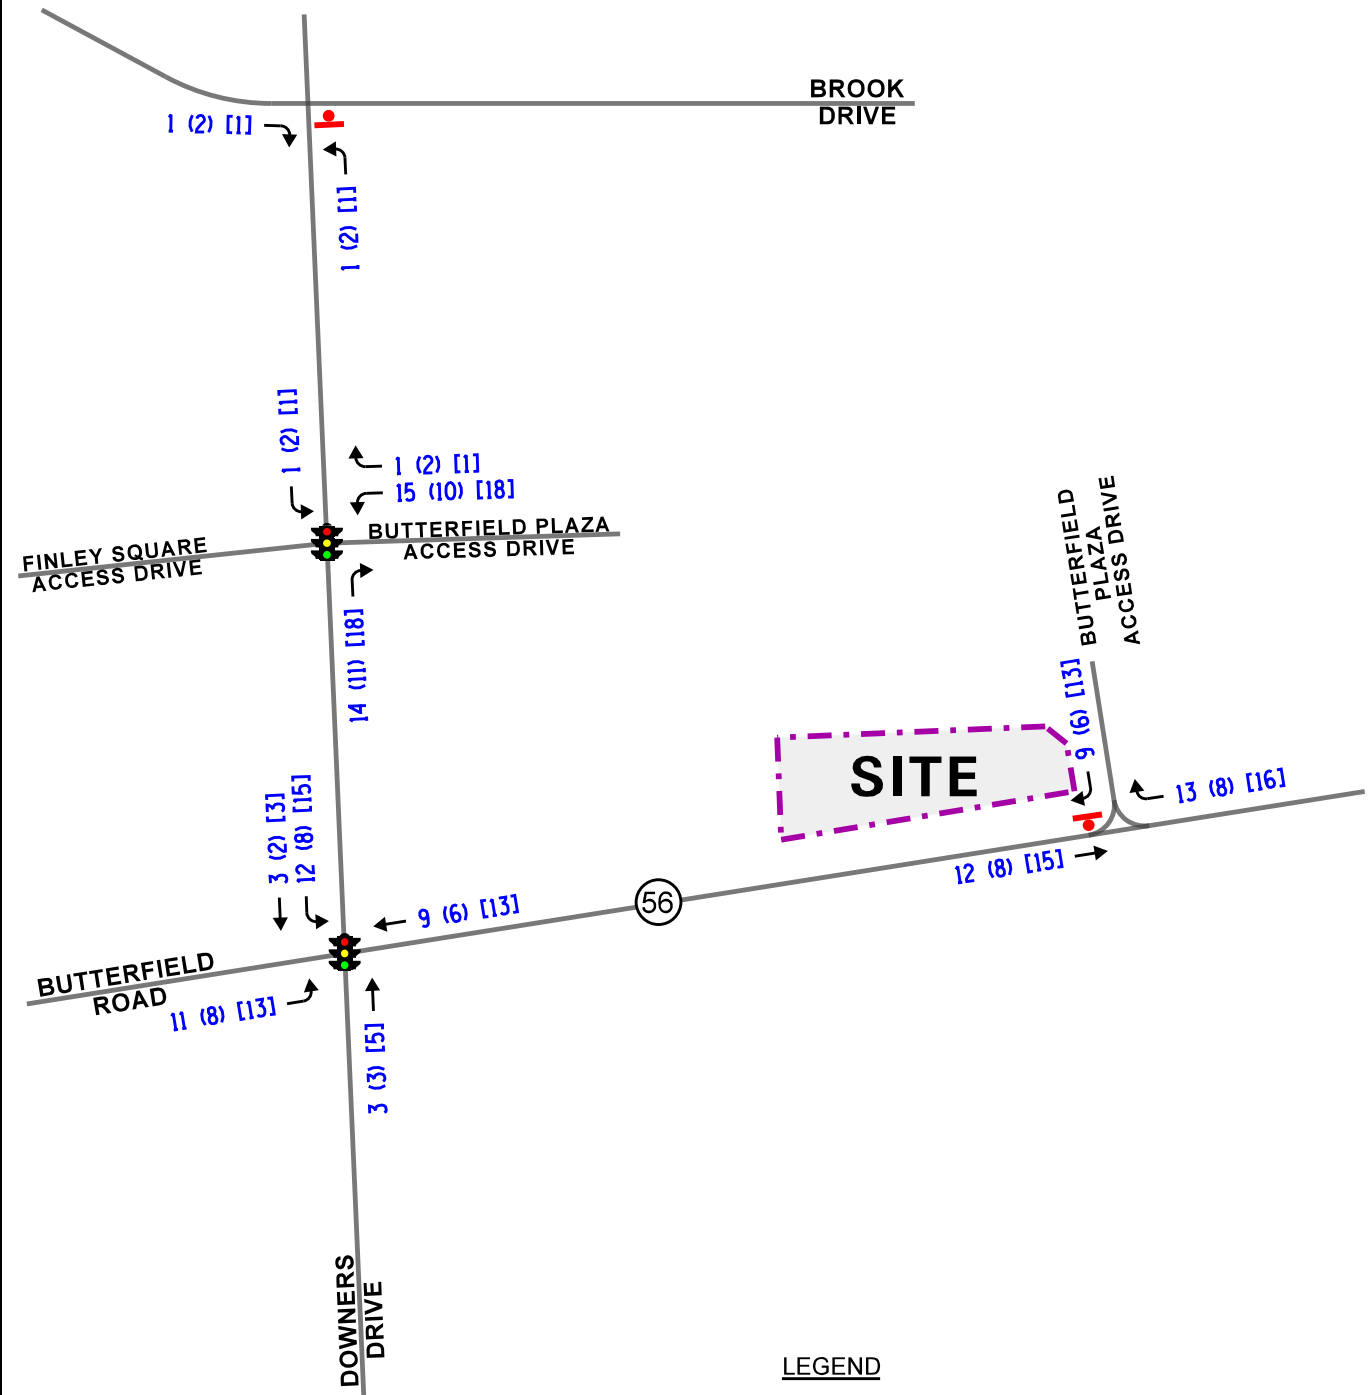 BROOK
DRIVE
1 (2) [1]
1 (2) [1]
1 (2) [1]
1 (2) [1]
15 (10) [18]
BUTTERFIELD PLAZA
ACCESS DRIVE
FINLEY SQUARE
ACCESS DRIVE
14 (11) [18]
BUTTERFIELD
PLAZA
ACCESS DRIVE
9 (6) [13]
SITE
13 (8) [16]
12 (8) [15]
3 (2) [3]
12 (8) [15]
9 (6) [13]
56
BUTTERFIELD
ROAD
11 (8) [13]
3 (3) [5]
DOWNERS
DRIVE
LEGEND